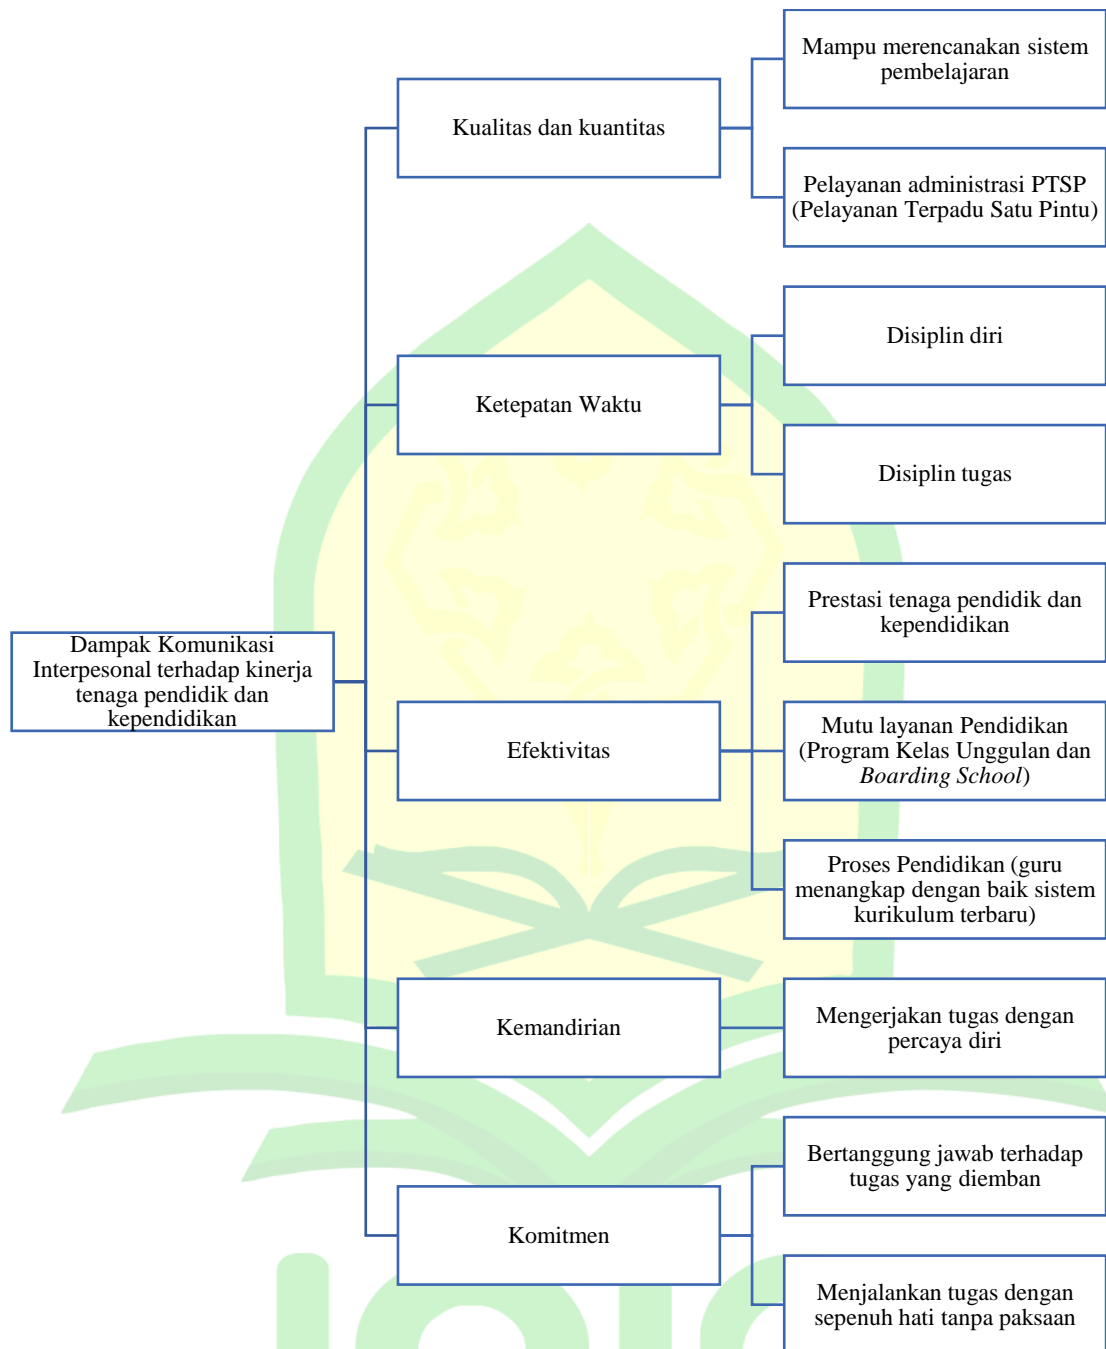 Mampu merencanakan sistem
pembelajaran
Kualitas dan kuantitas
Pelayanan administrasi PTSP
(Pelayanan Terpadu Satu Pintu)
Disiplin diri
Ketepatan Waktu
Disiplin tugas
Prestasi tenaga pendidik dan
kependidikan
Dampak Komunikasi
Interpesonal terhadap kinerja
tenaga pendidik dan
kependidikan
Efektivitas
Mutu layanan Pendidikan
(Program Kelas Unggulan dan
Boarding School)
Proses Pendidikan (guru
menangkap dengan baik sistem
kurikulum terbaru)
Kemandirian
Mengerjakan tugas dengan
percaya diri
Bertanggung jawab terhadap
tugas yang diemban
Komitmen
Menjalankan tugas dengan
sepenuh hati tanpa paksaan